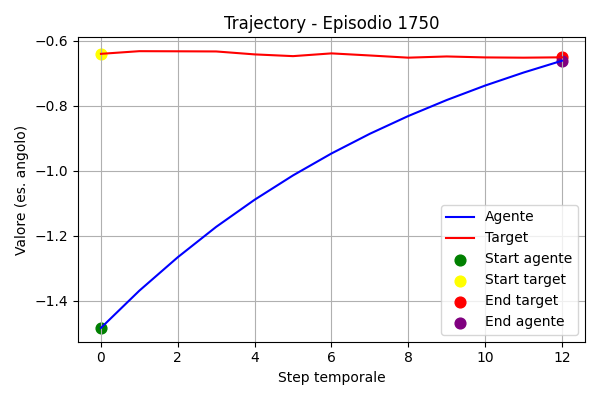 Trajectory - Episodio 1750
Valore (es. angolo)
−0.6
−0.8
−1.0
−1.2
−1.4
Agente
Target
Start agente
Start target
End target
End agente
0 2 4 6 8 10 12
Step temporale